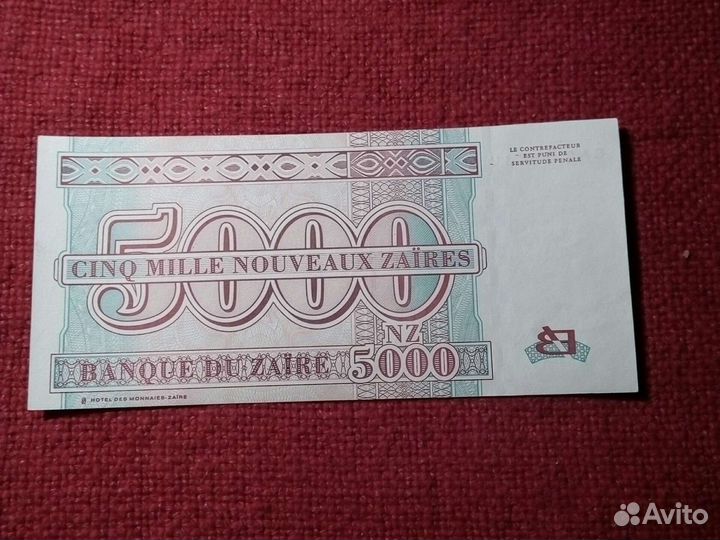 LE CONTREFACTEUR
EST PUNI DE
SERVITUDE PENALE
5000
CINQ MILLE NOUVEAUX ZAÏRES
NZ
BANQUE DU ZAÏRE 5000
HOTEL DES MONNAIES-ZAÏRE
Avito